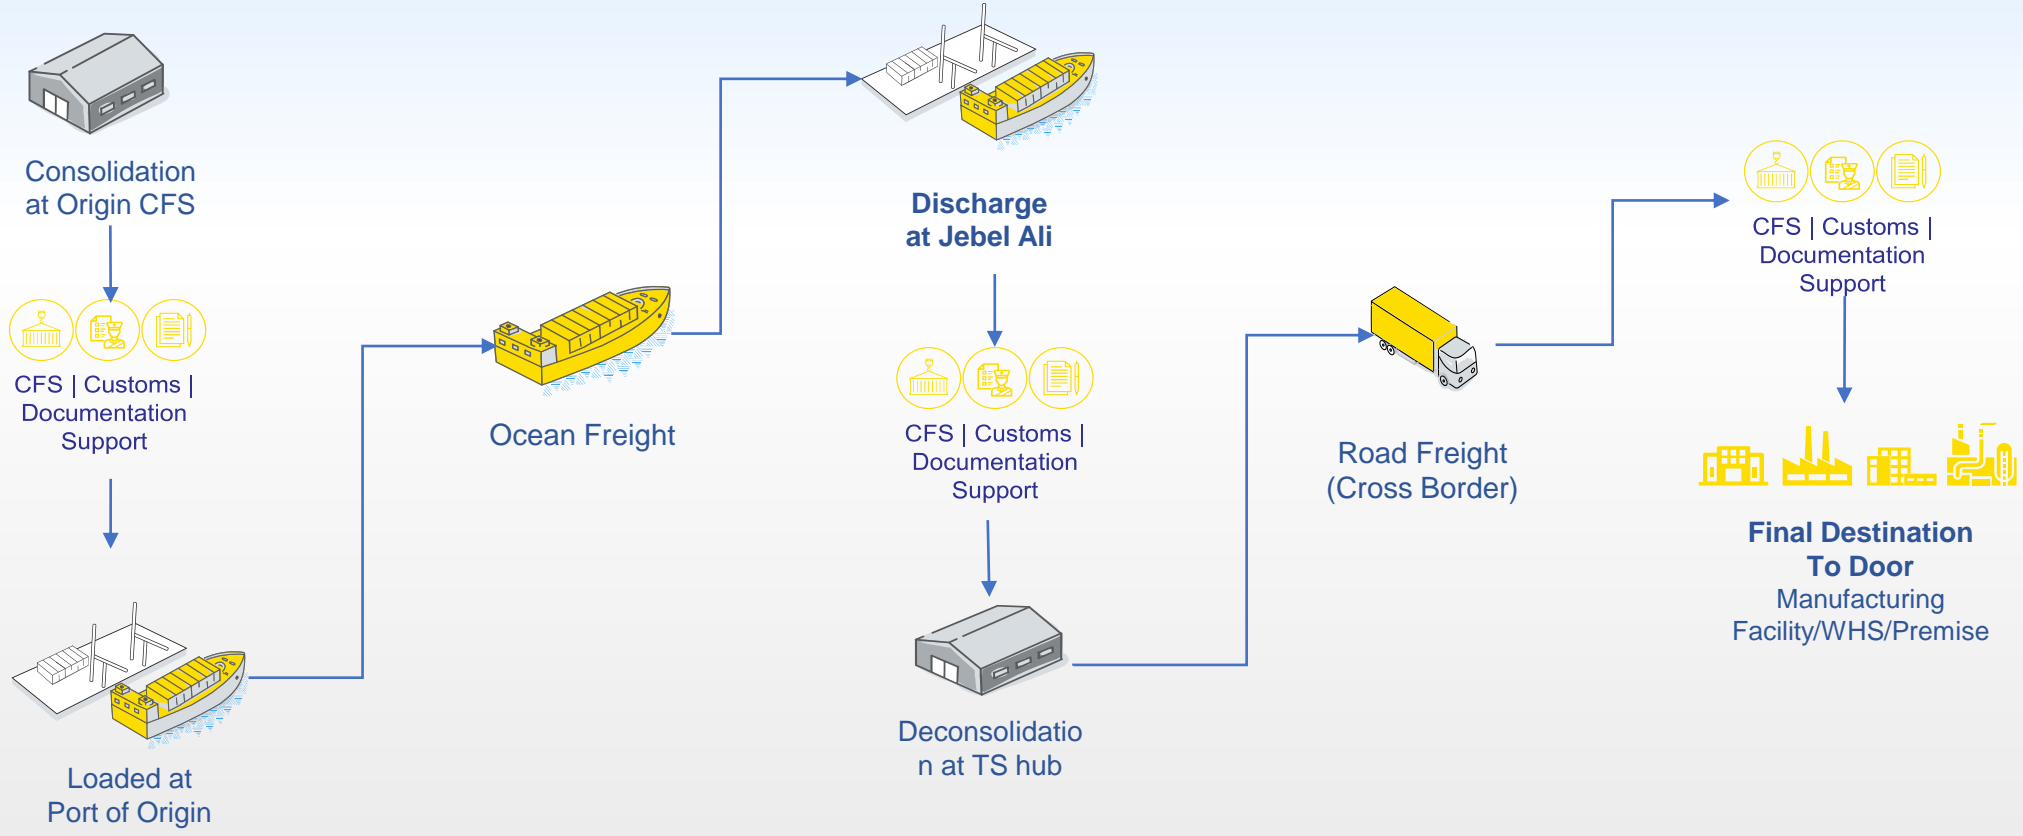 Consolidation
at Origin CFS
CFS | Customs |
Documentation
Support
Loaded at
Port of Origin
Ocean Freight
Discharge
at Jebel Ali
CFS | Customs |
Documentation
Support
Deconsolidatio
n at TS hub
Road Freight
(Cross Border)
CFS | Customs |
Documentation
Support
Final Destination
To Door
Manufacturing
Facility/WHS/Premise